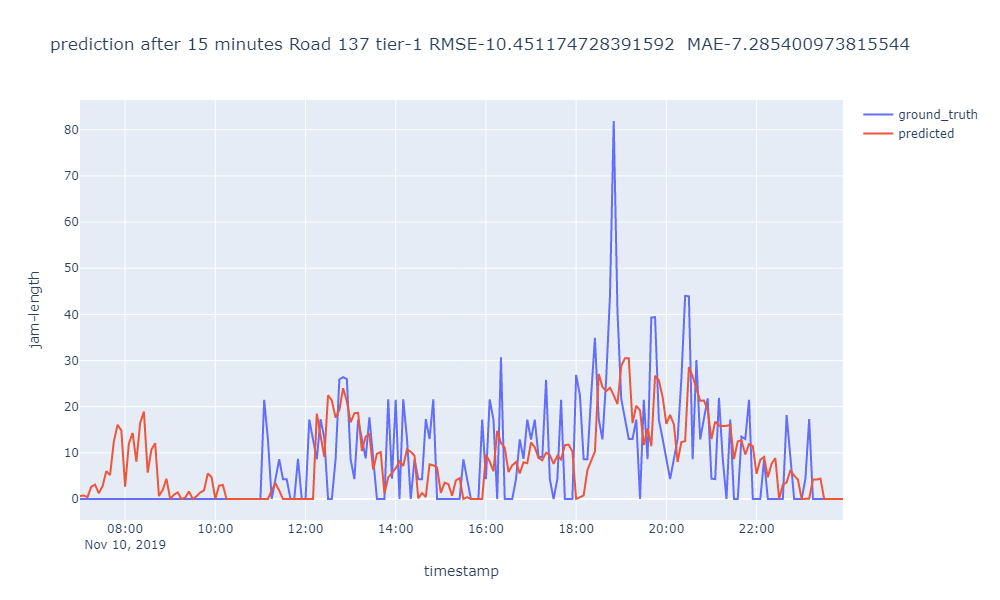 prediction after 15 minutes Road 137 tier-1 RMSE-10.451174728391592  MAE-7.285400973815544
ground_truth
predicted
80
70
60
50
40
30
20
10
0
jam-length
08:00 10:00 12:00 14:00 16:00 18:00 20:00 22:00
Nov 10, 2019
timestamp